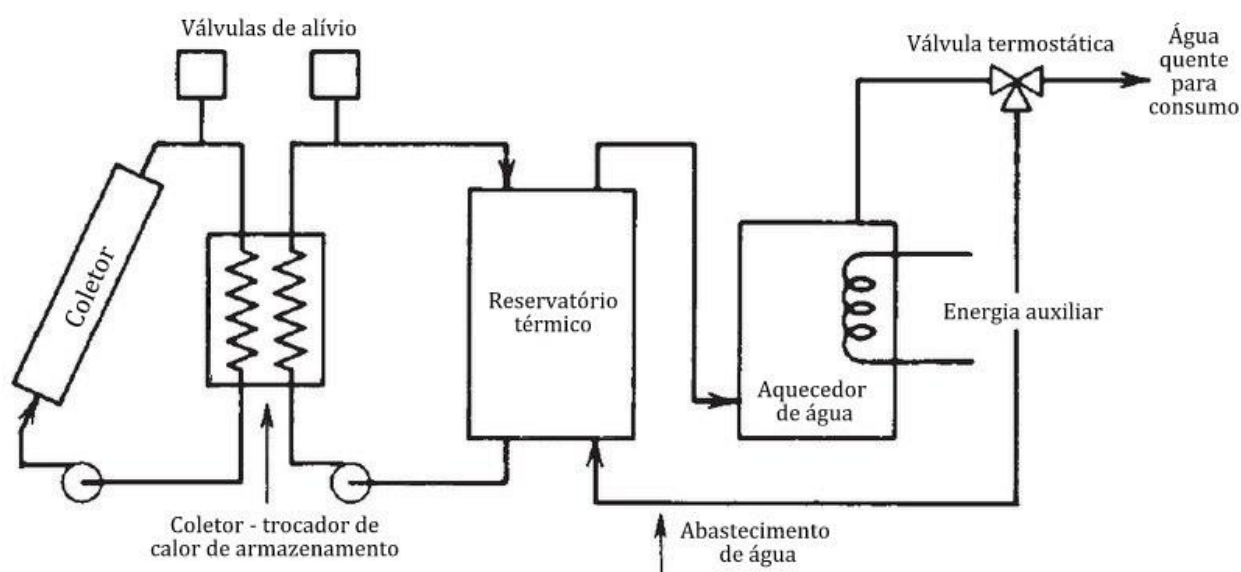 Válvulas de alívio
Válvula termostática
Água
quente
para
consumo
Coletor
Reservatório
térmico
Energia auxiliar
Aquecedor
de água
Coletor - trocador de
calor de armazenamento
Abastecimento
de água